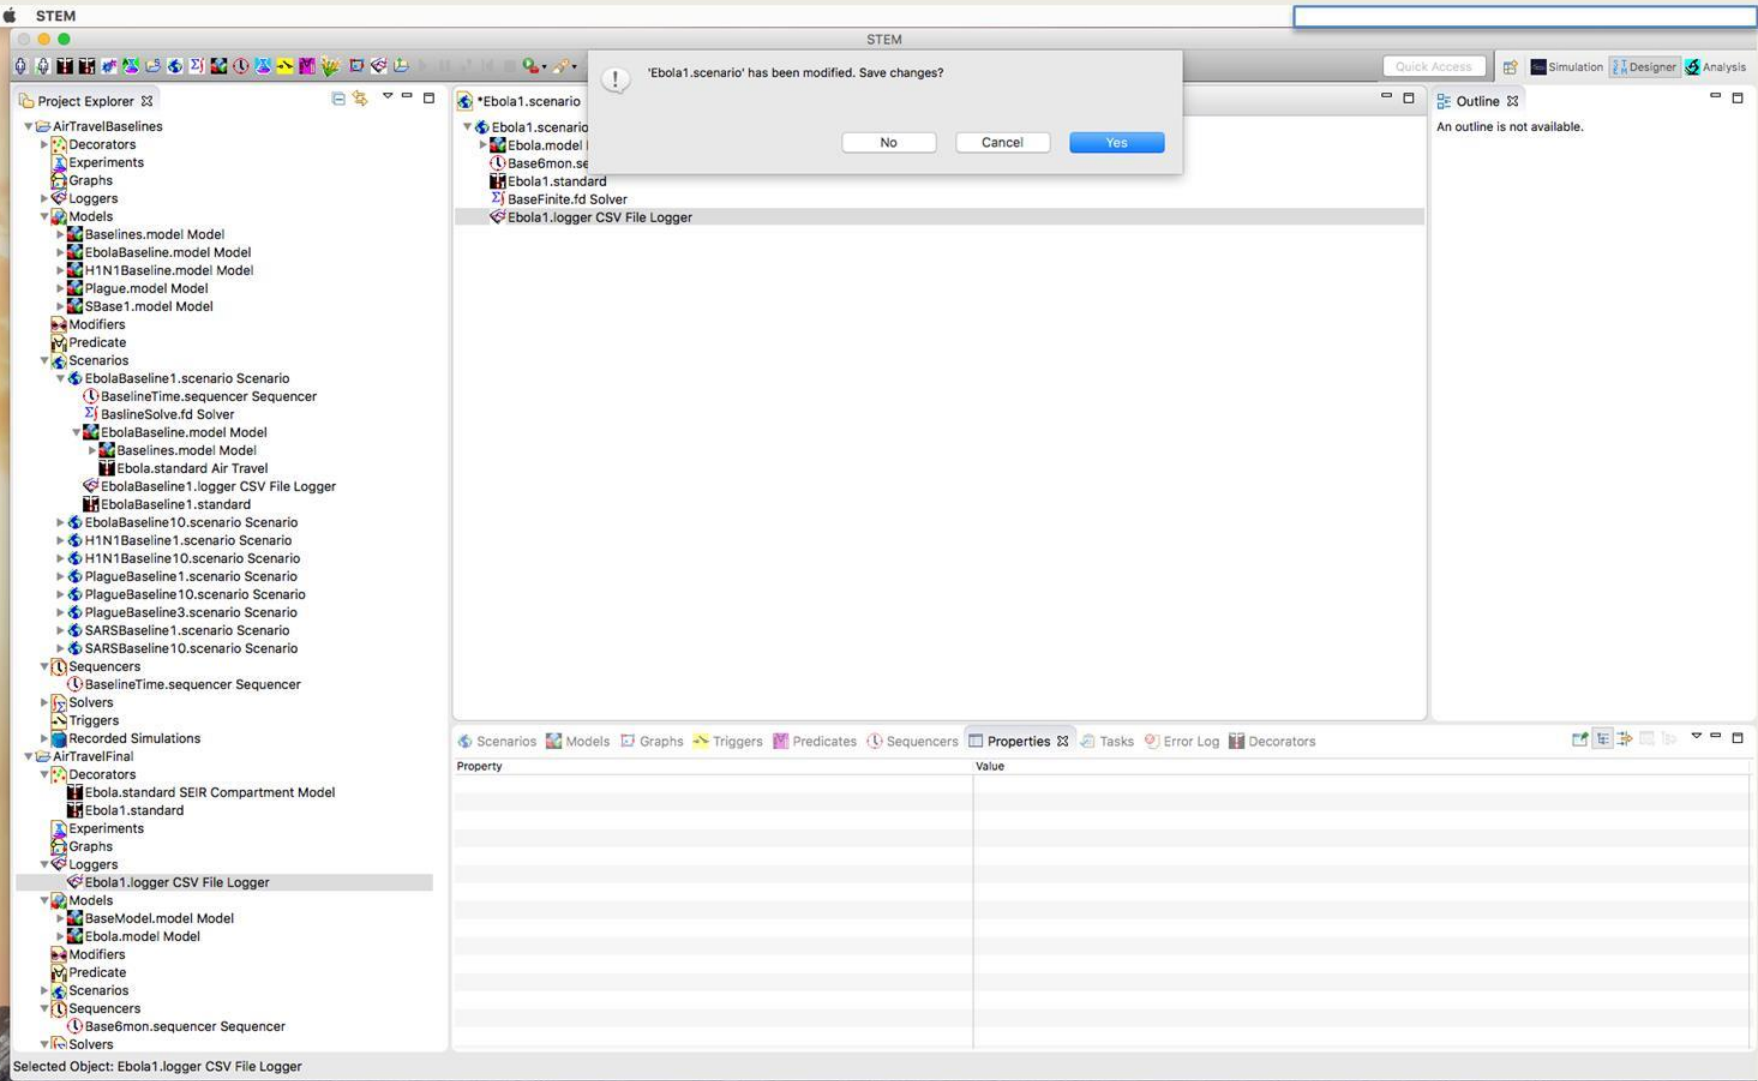 STEM
STEM
Quick Access
Simulation
Designer
Analysis
Project Explorer
AirTravelBaselines
Decorators
Experiments
Graphs
Loggers
Models
Baselines.model Model
EbolaBaseline.model Model
H1N1Baseline.model Model
Plague.model Model
SBase1.model Model
Modifiers
Predicate
Scenarios
EbolaBaseline1.scenario Scenario
BaselineTime.sequencer Sequencer
BaslineSolve.fd Solver
EbolaBaseline.model Model
Baselines.model Model
Ebola.standard Air Travel
EbolaBaseline1.logger CSV File Logger
EbolaBaseline1.standard
EbolaBaseline10.scenario Scenario
H1N1Baseline1.scenario Scenario
H1N1Baseline10.scenario Scenario
PlagueBaseline1.scenario Scenario
PlagueBaseline10.scenario Scenario
PlagueBaseline3.scenario Scenario
SARSBaseline1.scenario Scenario
SARSBaseline10.scenario Scenario
Sequencers
BaselineTime.sequencer Sequencer
Solvers
Triggers
Recorded Simulations
AirTravelFinal
Decorators
Ebola.standard SEIR Compartment Model
Ebola1.standard
Experiments
Graphs
Loggers
Ebola1.logger CSV File Logger
Models
BaseModel.model Model
Ebola.model Model
Modifiers
Predicate
Scenarios
Sequencers
Base6mon.sequencer Sequencer
Solvers
*Ebola1.scenario
Ebola1.scenario
Ebola.model
Base6mon.se
Ebola1.standard
BaseFinite.fd Solver
Ebola1.logger CSV File Logger
'Ebola1.scenario' has been modified. Save changes?
No
Cancel
Yes
Outline
An outline is not available.
Scenarios
Models
Graphs
Triggers
Predicates
Sequencers
Properties
Tasks
Error Log
Decorators
Property
Value
Selected Object: Ebola1.logger CSV File Logger